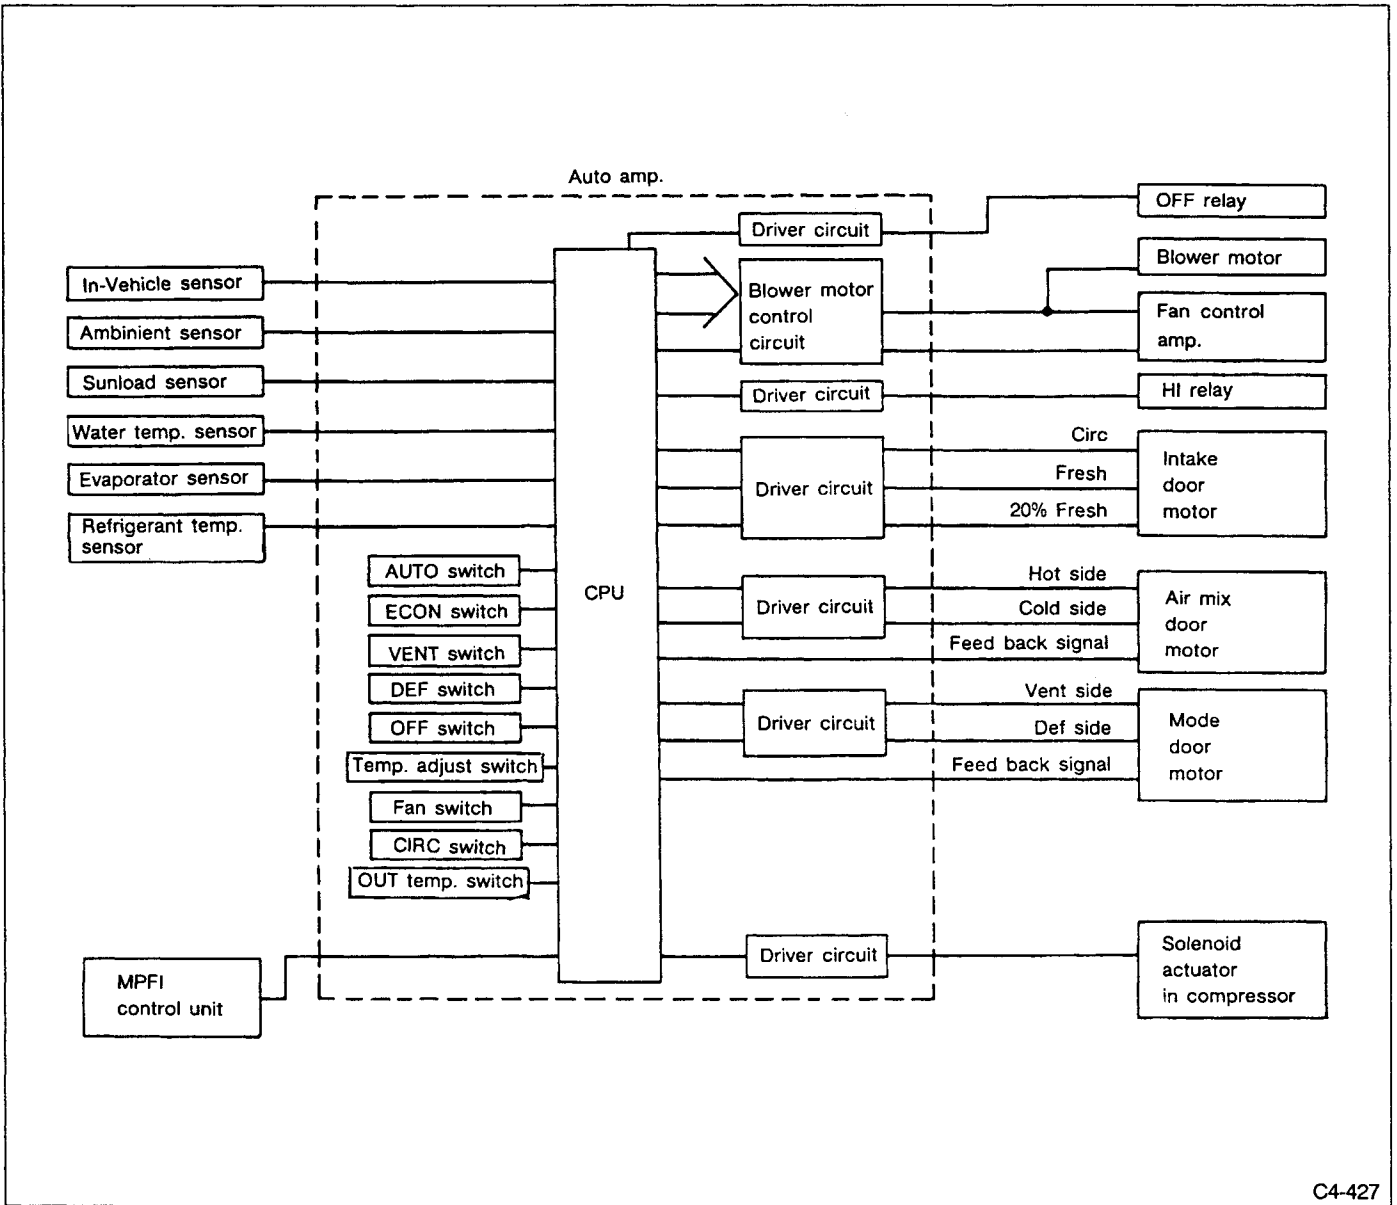 Auto amp.
In-Vehicle sensor
Ambinient sensor
Sunload sensor
Water temp. sensor
Evaporator sensor
Refrigerant temp.
sensor
AUTO switch
ECON switch
VENT switch
DEF switch
OFF switch
Temp. adjust switch
Fan switch
CIRC switch
OUT temp. switch
MPFI
control unit
CPU
Driver circuit
Blower motor
control
circuit
Driver circuit
Driver circuit
Driver circuit
Driver circuit
Driver circuit
Circ
Fresh
20% Fresh
Hot side
Cold side
Feed back signal
Vent side
Def side
Feed back signal
OFF relay
Blower motor
Fan control
amp.
HI relay
Intake
door
motor
Air mix
door
motor
Mode
door
motor
Solenoid
actuator
in compressor
C4-427